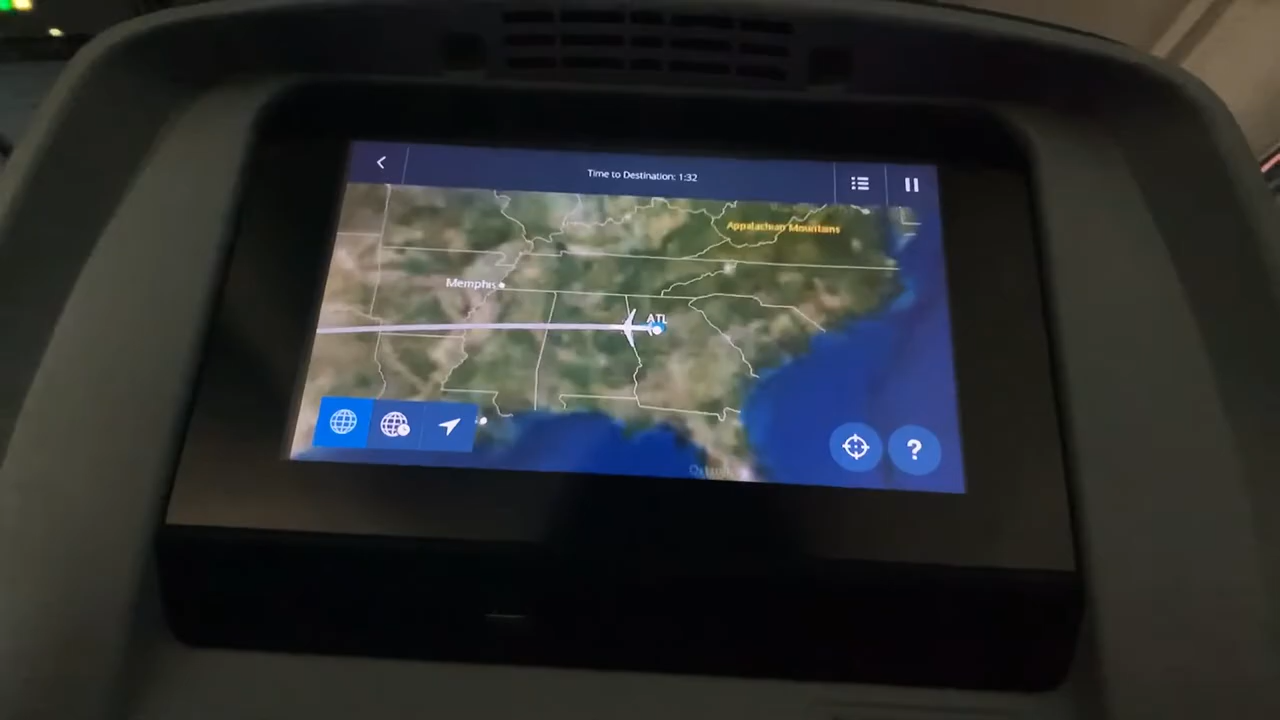 Time to Destination: 1:32
Appalachian Mountains
Memphis
ATL
?